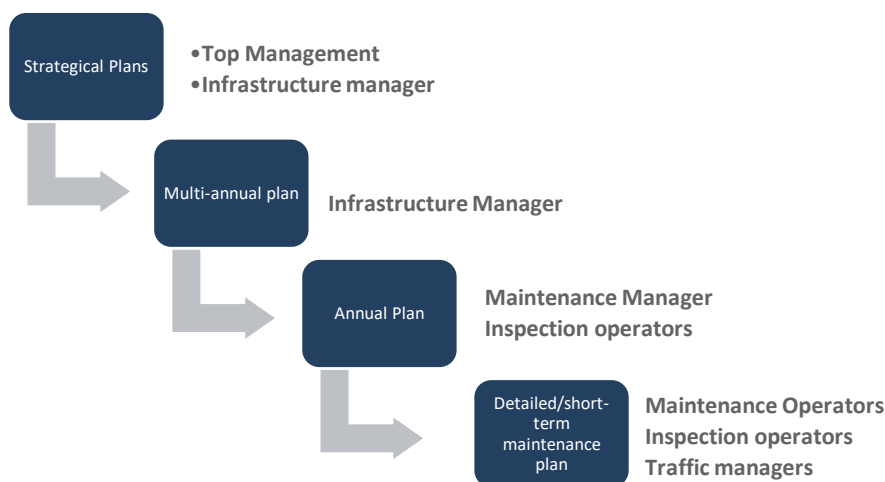 Strategical Plans
•Top Management
•Infrastructure manager
Multi-annual plan
Infrastructure Manager
Annual Plan
Maintenance Manager
Inspection operators
Detailed/short-
term
maintenance
plan
Maintenance Operators
Inspection operators
Traffic managers